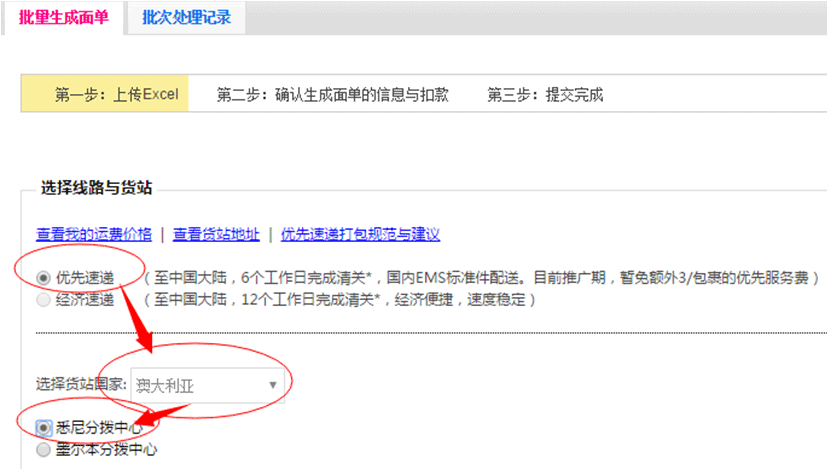 批量生成面单 批次处理记录
第一步：上传Excel 第二步：确认生成面单的信息与扣款 第三步：提交完成
选择线路与货站
查看我的运费价格 | 查看货站地址 | 优先速递打包规范与建议
优先速递 （至中国大陆，6个工作日完成清关*，国内EMS标准件配送。目前推广期，暂免额外3/包裹的优先服务费）
经济速递 （至中国大陆，12个工作日完成清关*，经济便捷，速度稳定）
选择货站国家: 澳大利亚
悉尼分拨中心
墨尔本分拨中心